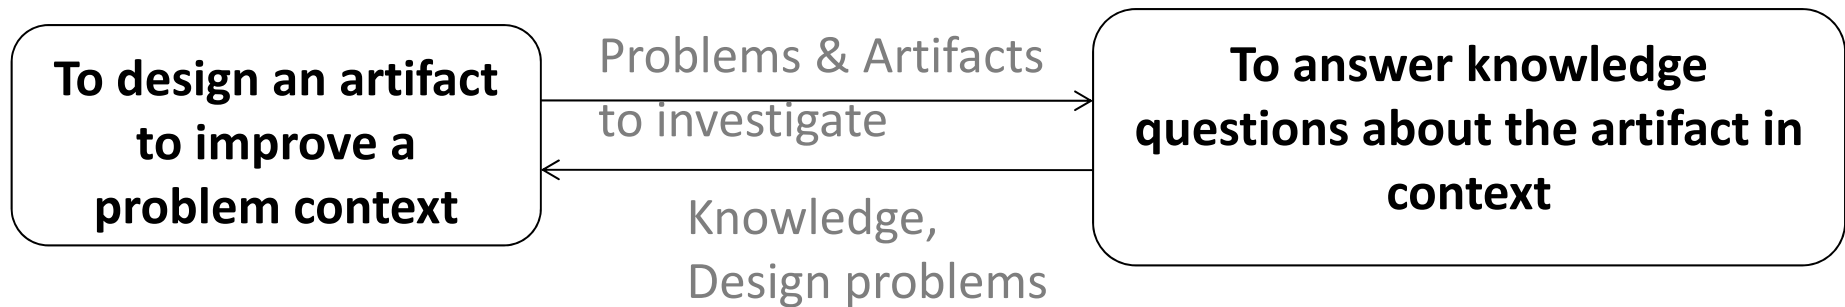 To design an artifact
to improve a
problem context
Problems & Artifacts
to investigate
Knowledge,
Design problems
To answer knowledge
questions about the artifact in
context